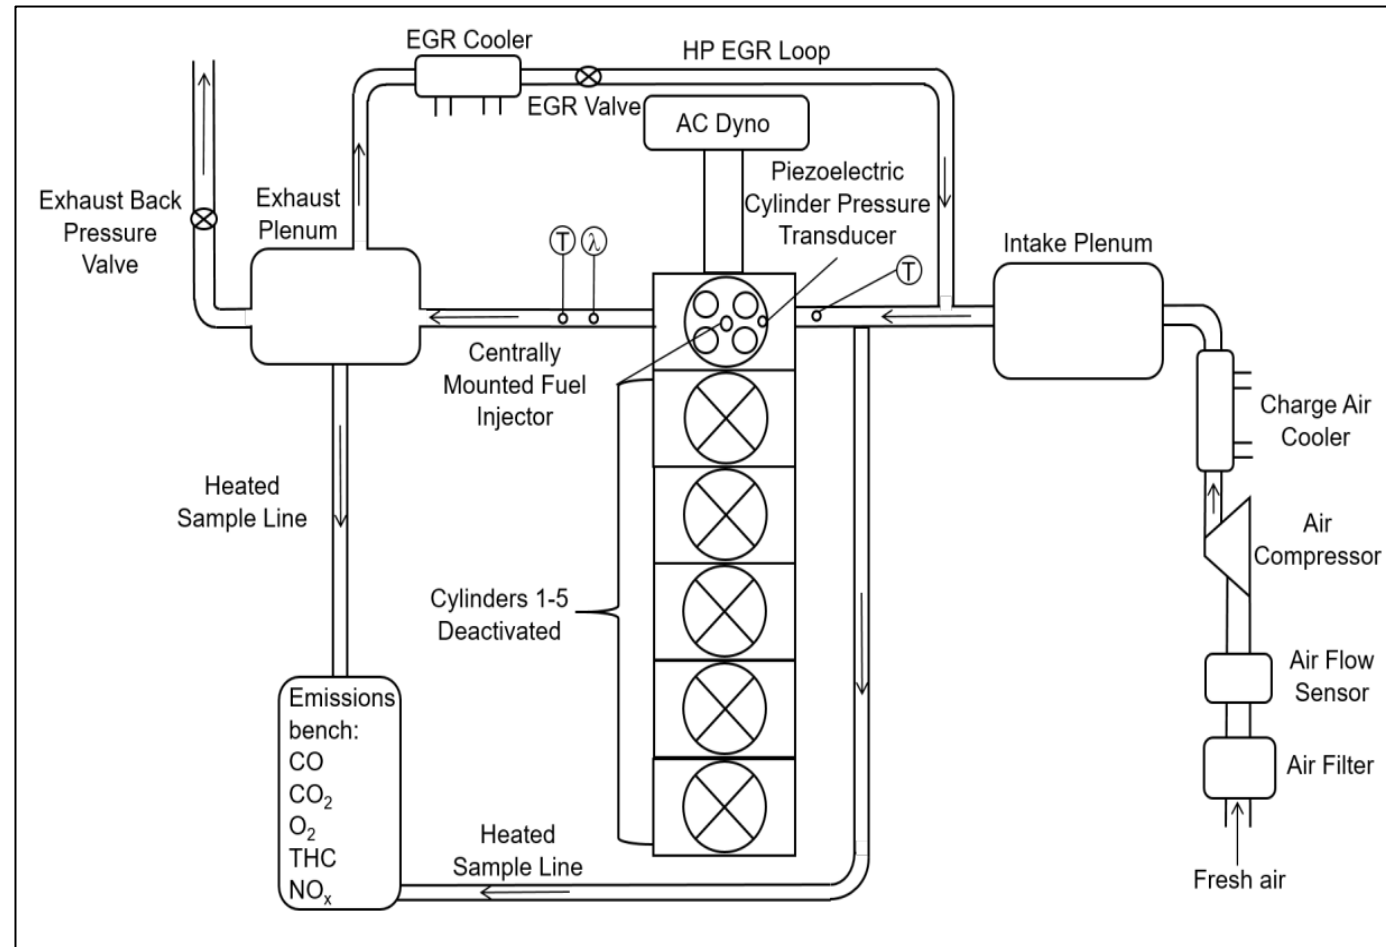 EGR Cooler
HP EGR Loop
EGR Valve
AC Dyno
Piezoelectric
Cylinder Pressure
Transducer
Exhaust Back
Pressure
Valve
Exhaust
Plenum
T
λ
T
Intake Plenum
Centrally
Mounted Fuel
Injector
Charge Air
Cooler
Heated
Sample Line
Air
Compressor
Cylinders 1-5
Deactivated
Air Flow
Sensor
Emissions
bench:
CO
CO₂
O₂
THC
NOₓ
Air Filter
Heated
Sample Line
Fresh air